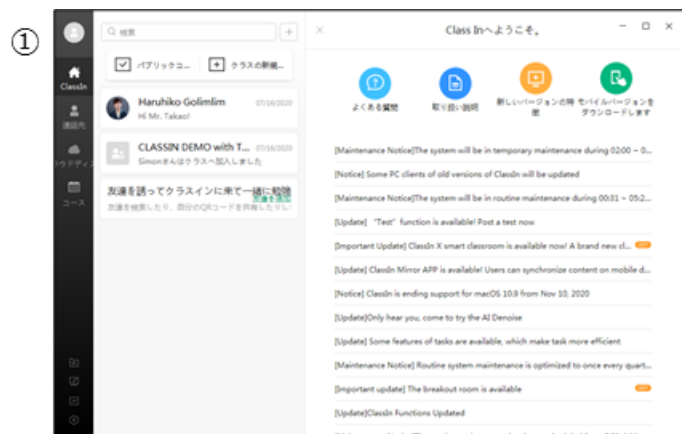 ①
検索
+
×
Class Inへようこそ。
パブリックコ...
クラスの新規...
ClassIn
連絡先
ウドディ
コース
Haruhiko Golimlim
07/16/2020
Hi Mr. Takao!
CLASSIN DEMO with T...
07/16/2020
Simonさんはクラスへ加入しました
友達を誘ってクラスインに来て一緒に勉強
友達を追加
友達を検索したり、自分のQRコードを共有したりし!
よくある質問
取り扱い説明
新しいバージョンの特
徴
モバイルバージョンを
ダウンロードします
[Maintenance Notice]The system will be in temporary maintenance during 02:00 ~ 0...
[Notice] Some PC clients of old versions of ClassIn will be updated
[Maintenance Notice]The system will be in routine maintenance during 00:31 ~ 05:2...
[Update] “Test” function is available! Post a test now
[Important Update] ClassIn X smart classroom is available now! A brand new cl... HOT
[Update] ClassIn Mirror APP is available! Users can synchronize content on mobile d...
[Notice] ClassIn is ending support for macOS 10.9 from Nov 10, 2020
[Update]Only hear you, come to try the AI Denoise
[Update] Some features of tasks are available, which make task more efficient
[Maintenance Notice] Routine system maintenance is optimized to once every quart...
[Important update] The breakout room is available HOT
[Update]ClassIn Functions Updated